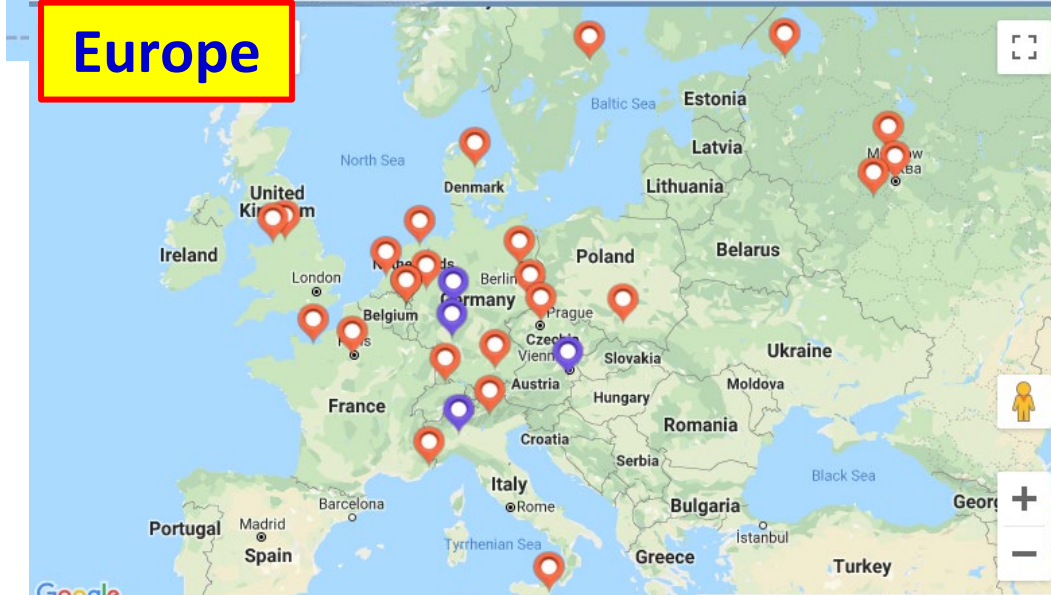 Europe
Estonia
Baltic Sea
Latvia
North Sea
Denmark
Lithuania
United
Ireland
Belarus
Poland
London
Berlin
Germany
Belgium
Prague
Ukraine
Slovakia
Austria
Moldova
Hungary
France
Romania
Croatia
Serbia
Italy
Black Sea
Rome
Barcelona
Bulgaria
Portugal
Madrid
İstanbul
Spain
Tyrrhenian Sea
Greece
Turkey
Google